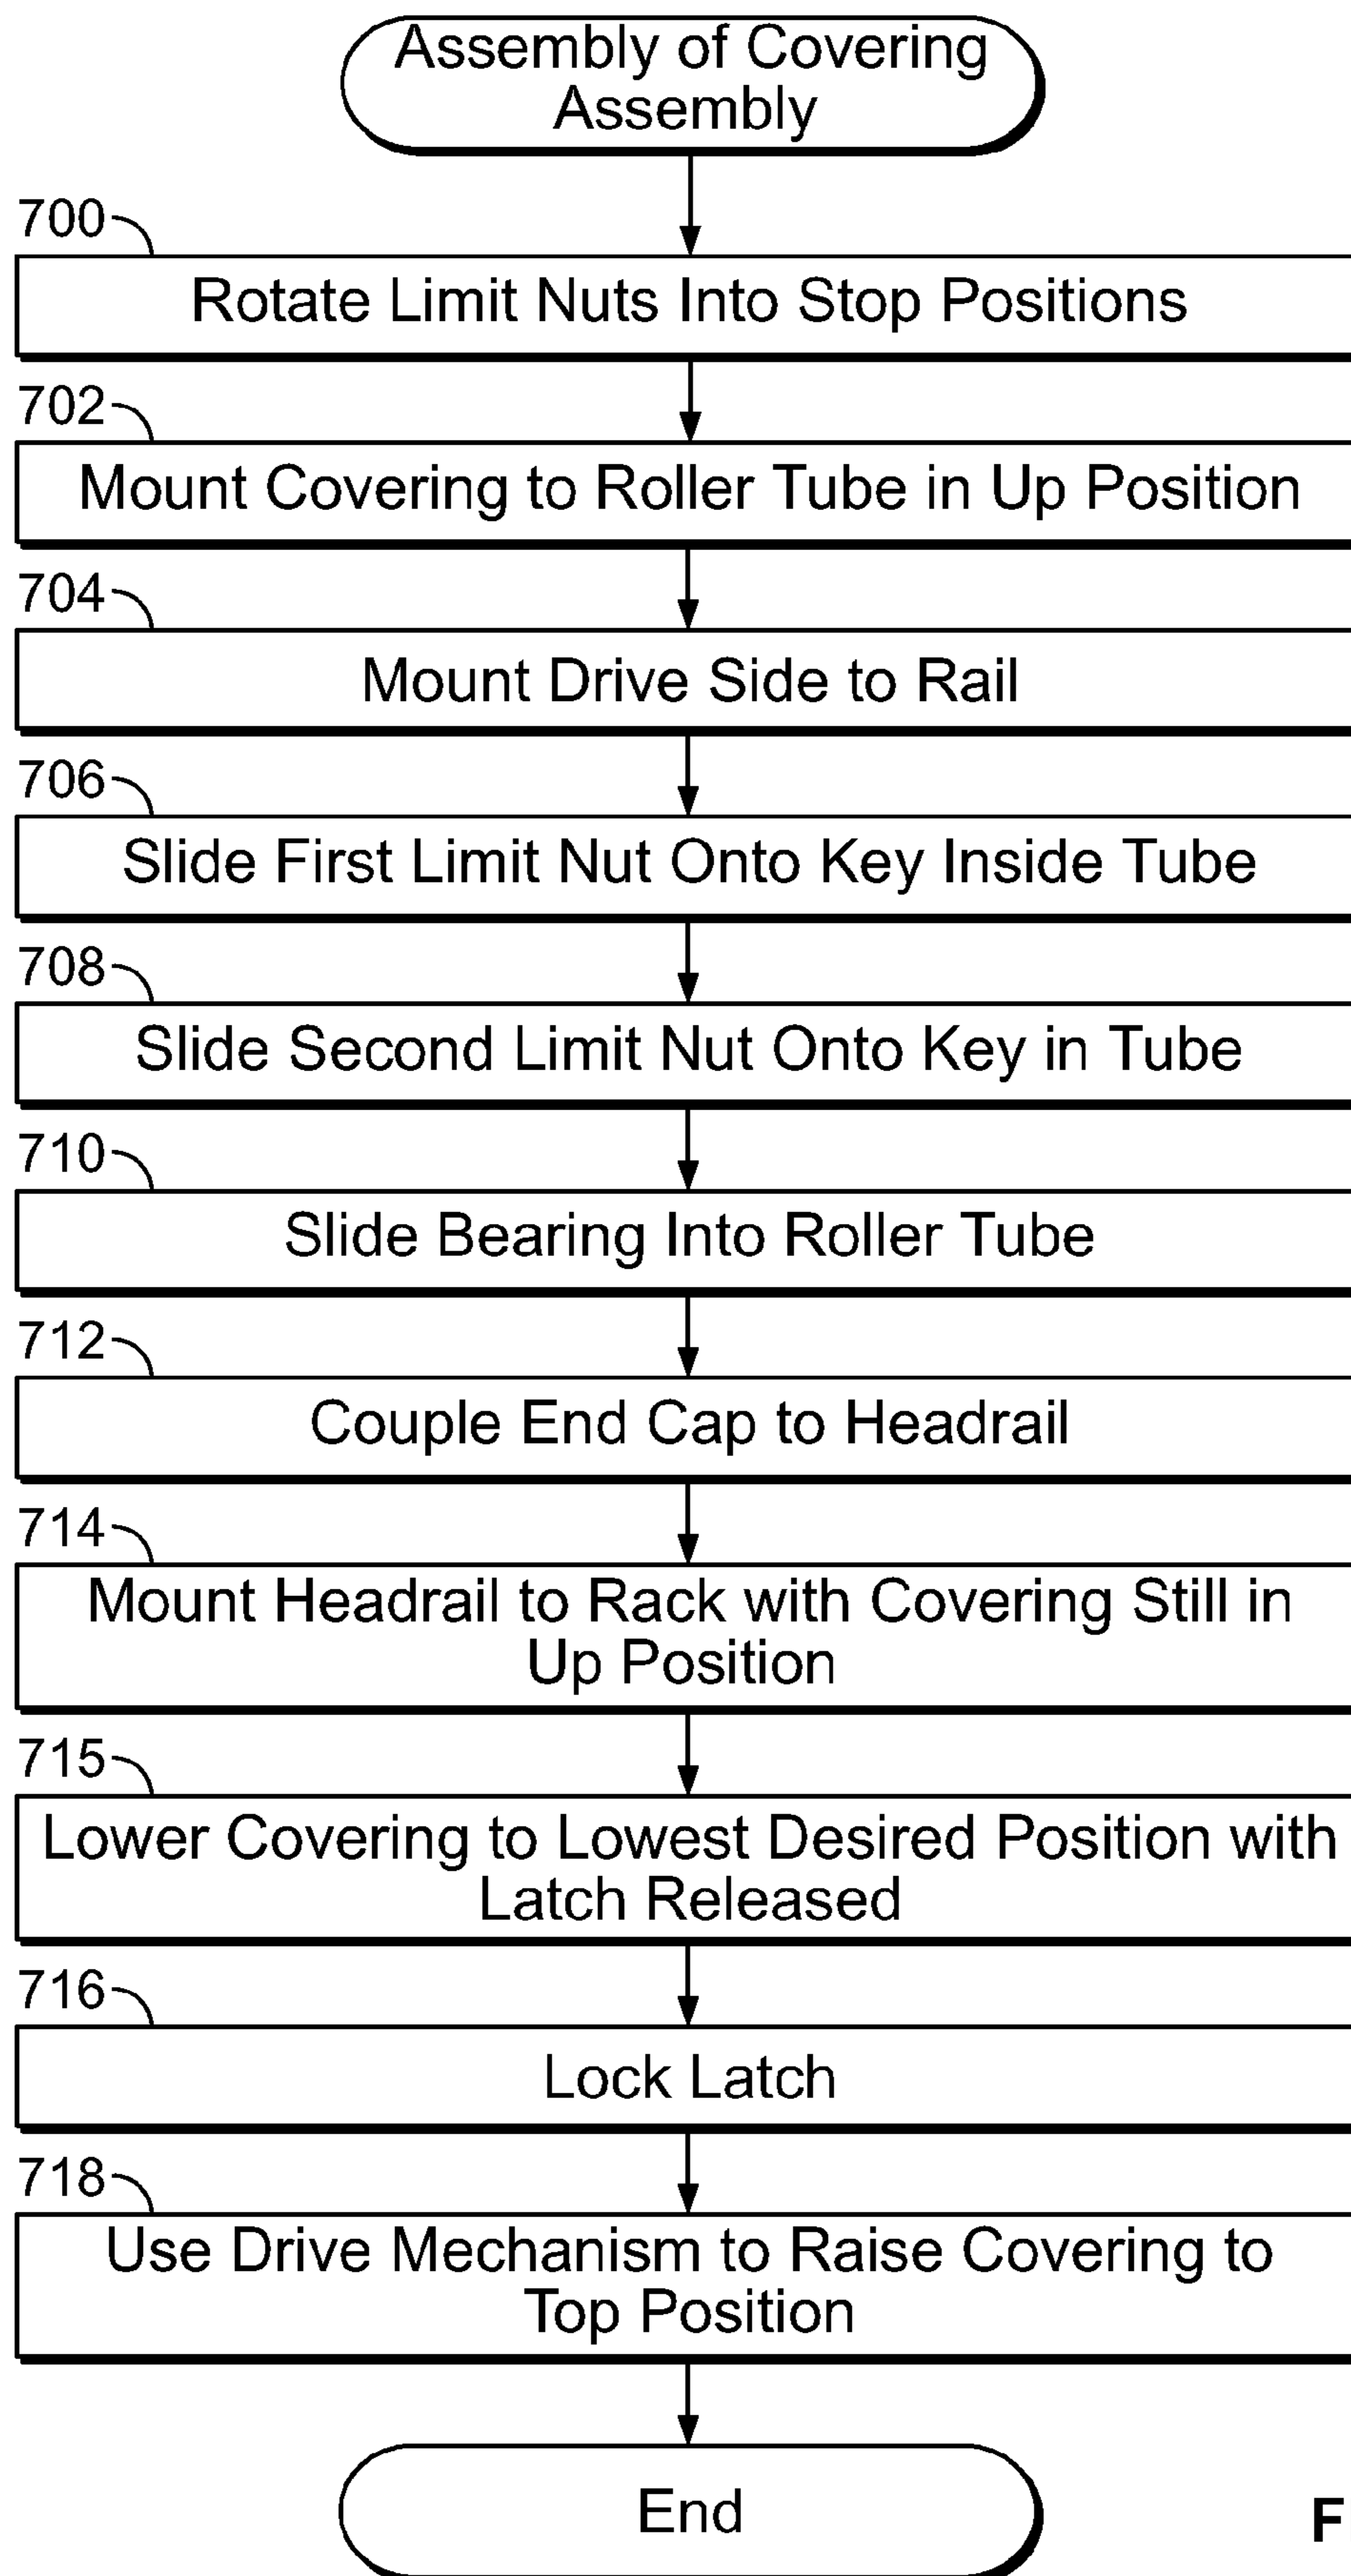 Assembly of Covering
Assembly
700
Rotate Limit Nuts Into Stop Positions
702
Mount Covering to Roller Tube in Up Position
704
Mount Drive Side to Rail
706
Slide First Limit Nut Onto Key Inside Tube
708
Slide Second Limit Nut Onto Key in Tube
710
Slide Bearing Into Roller Tube
712
Couple End Cap to Headrail
714
Mount Headrail to Rack with Covering Still in
Up Position
715
Lower Covering to Lowest Desired Position with
Latch Released
716
Lock Latch
718
Use Drive Mechanism to Raise Covering to
Top Position
End